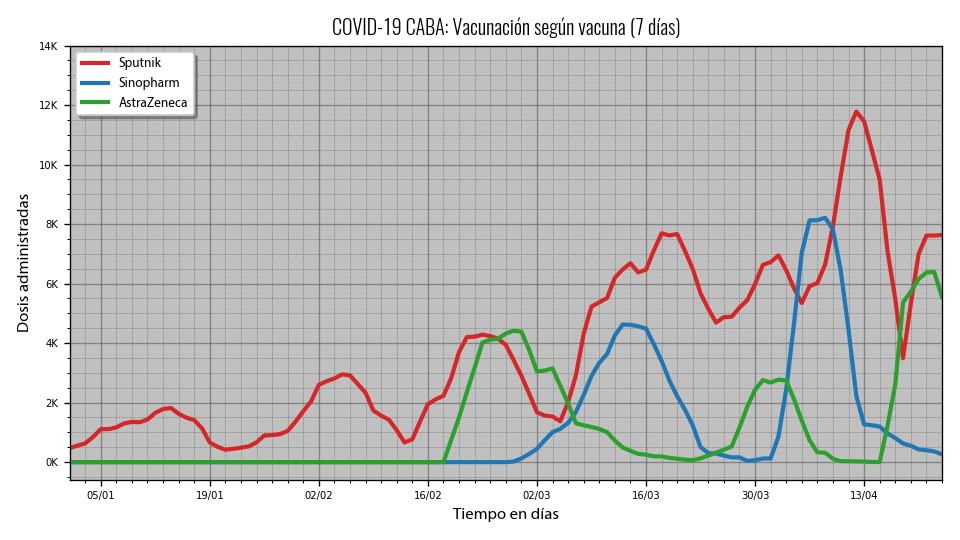 COVID-19 CABA: Vacunación según vacuna (7 días)
14K
12K
10K
8K
6K
4K
2K
0K
Sputnik
Sinopharm
AstraZeneca
Dosis administradas
05/01
19/01
02/02
16/02
02/03
16/03
30/03
13/04
Tiempo en días